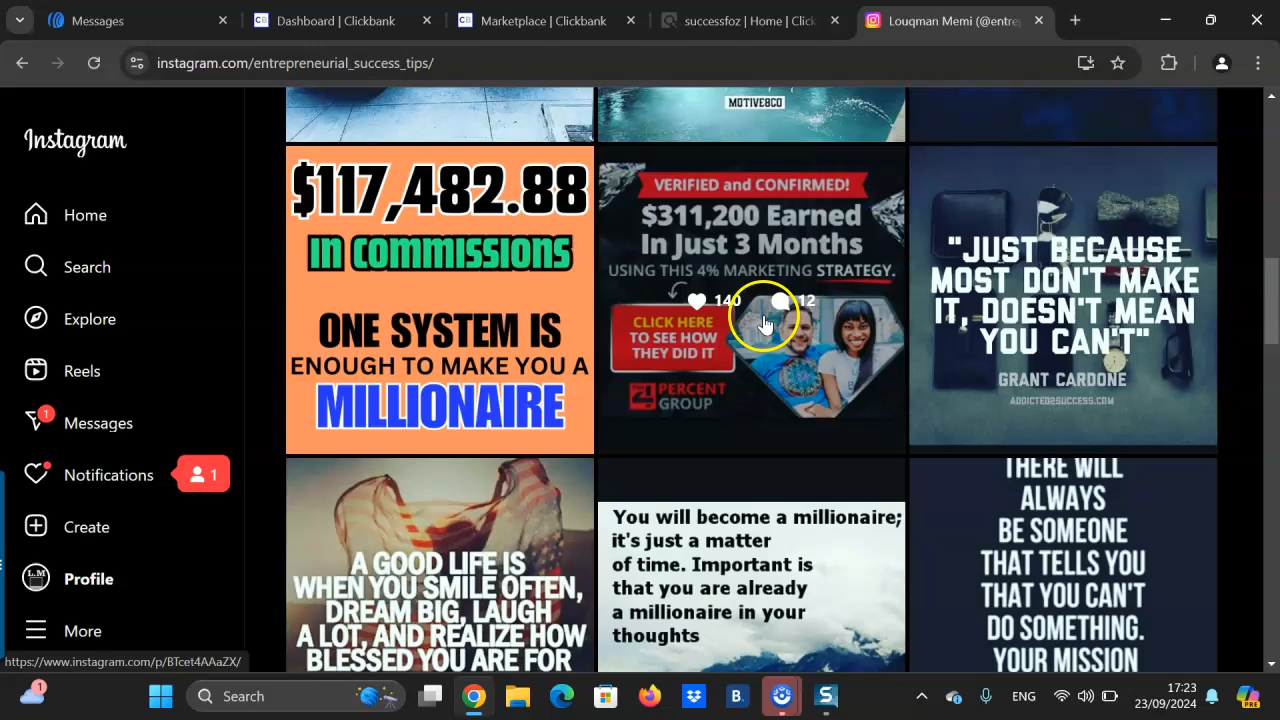 Messages
Dashboard | Clickbank
Marketplace | Clickbank
successfoz | Home | Click
Louqman Memi (@entre
instagram.com/entrepreneurial_success_tips/
Instagram
Home
Search
Explore
Reels
1
Messages
Notifications
1
Create
L.M
Profile
More
https://www.instagram.com/p/BTcet4AAaZX/
MOTIVE&CO
$117,482.88
IN COMMISSIONS
ONE SYSTEM IS
ENOUGH TO MAKE YOU A
MILLIONAIRE
VERIFIED and CONFIRMED!
$311,200 Earned
In Just 3 Months
USING THIS 4% MARKETING STRATEGY.
140 12
CLICK HERE
TO SEE HOW
THEY DID IT
4 PERCENT
GROUP
"JUST BECAUSE
MOST DON'T MAKE
IT, DOESN'T MEAN
YOU CAN'T"
GRANT CARDONE
ADDICTED2SUCCESS.COM
A GOOD LIFE IS
WHEN YOU SMILE OFTEN,
DREAM BIG, LAUGH
A LOT, AND REALIZE HOW
BLESSED YOU ARE FOR
You will become a millionaire;
it's just a matter
of time. Important is
that you are already
a millionaire in your
thoughts
THERE WILL
ALWAYS
BE SOMEONE
THAT TELLS YOU
THAT YOU CAN'T
DO SOMETHING.
YOUR MISSION
1
Search
B.
S
ENG
17:23
23/09/2024
PRE